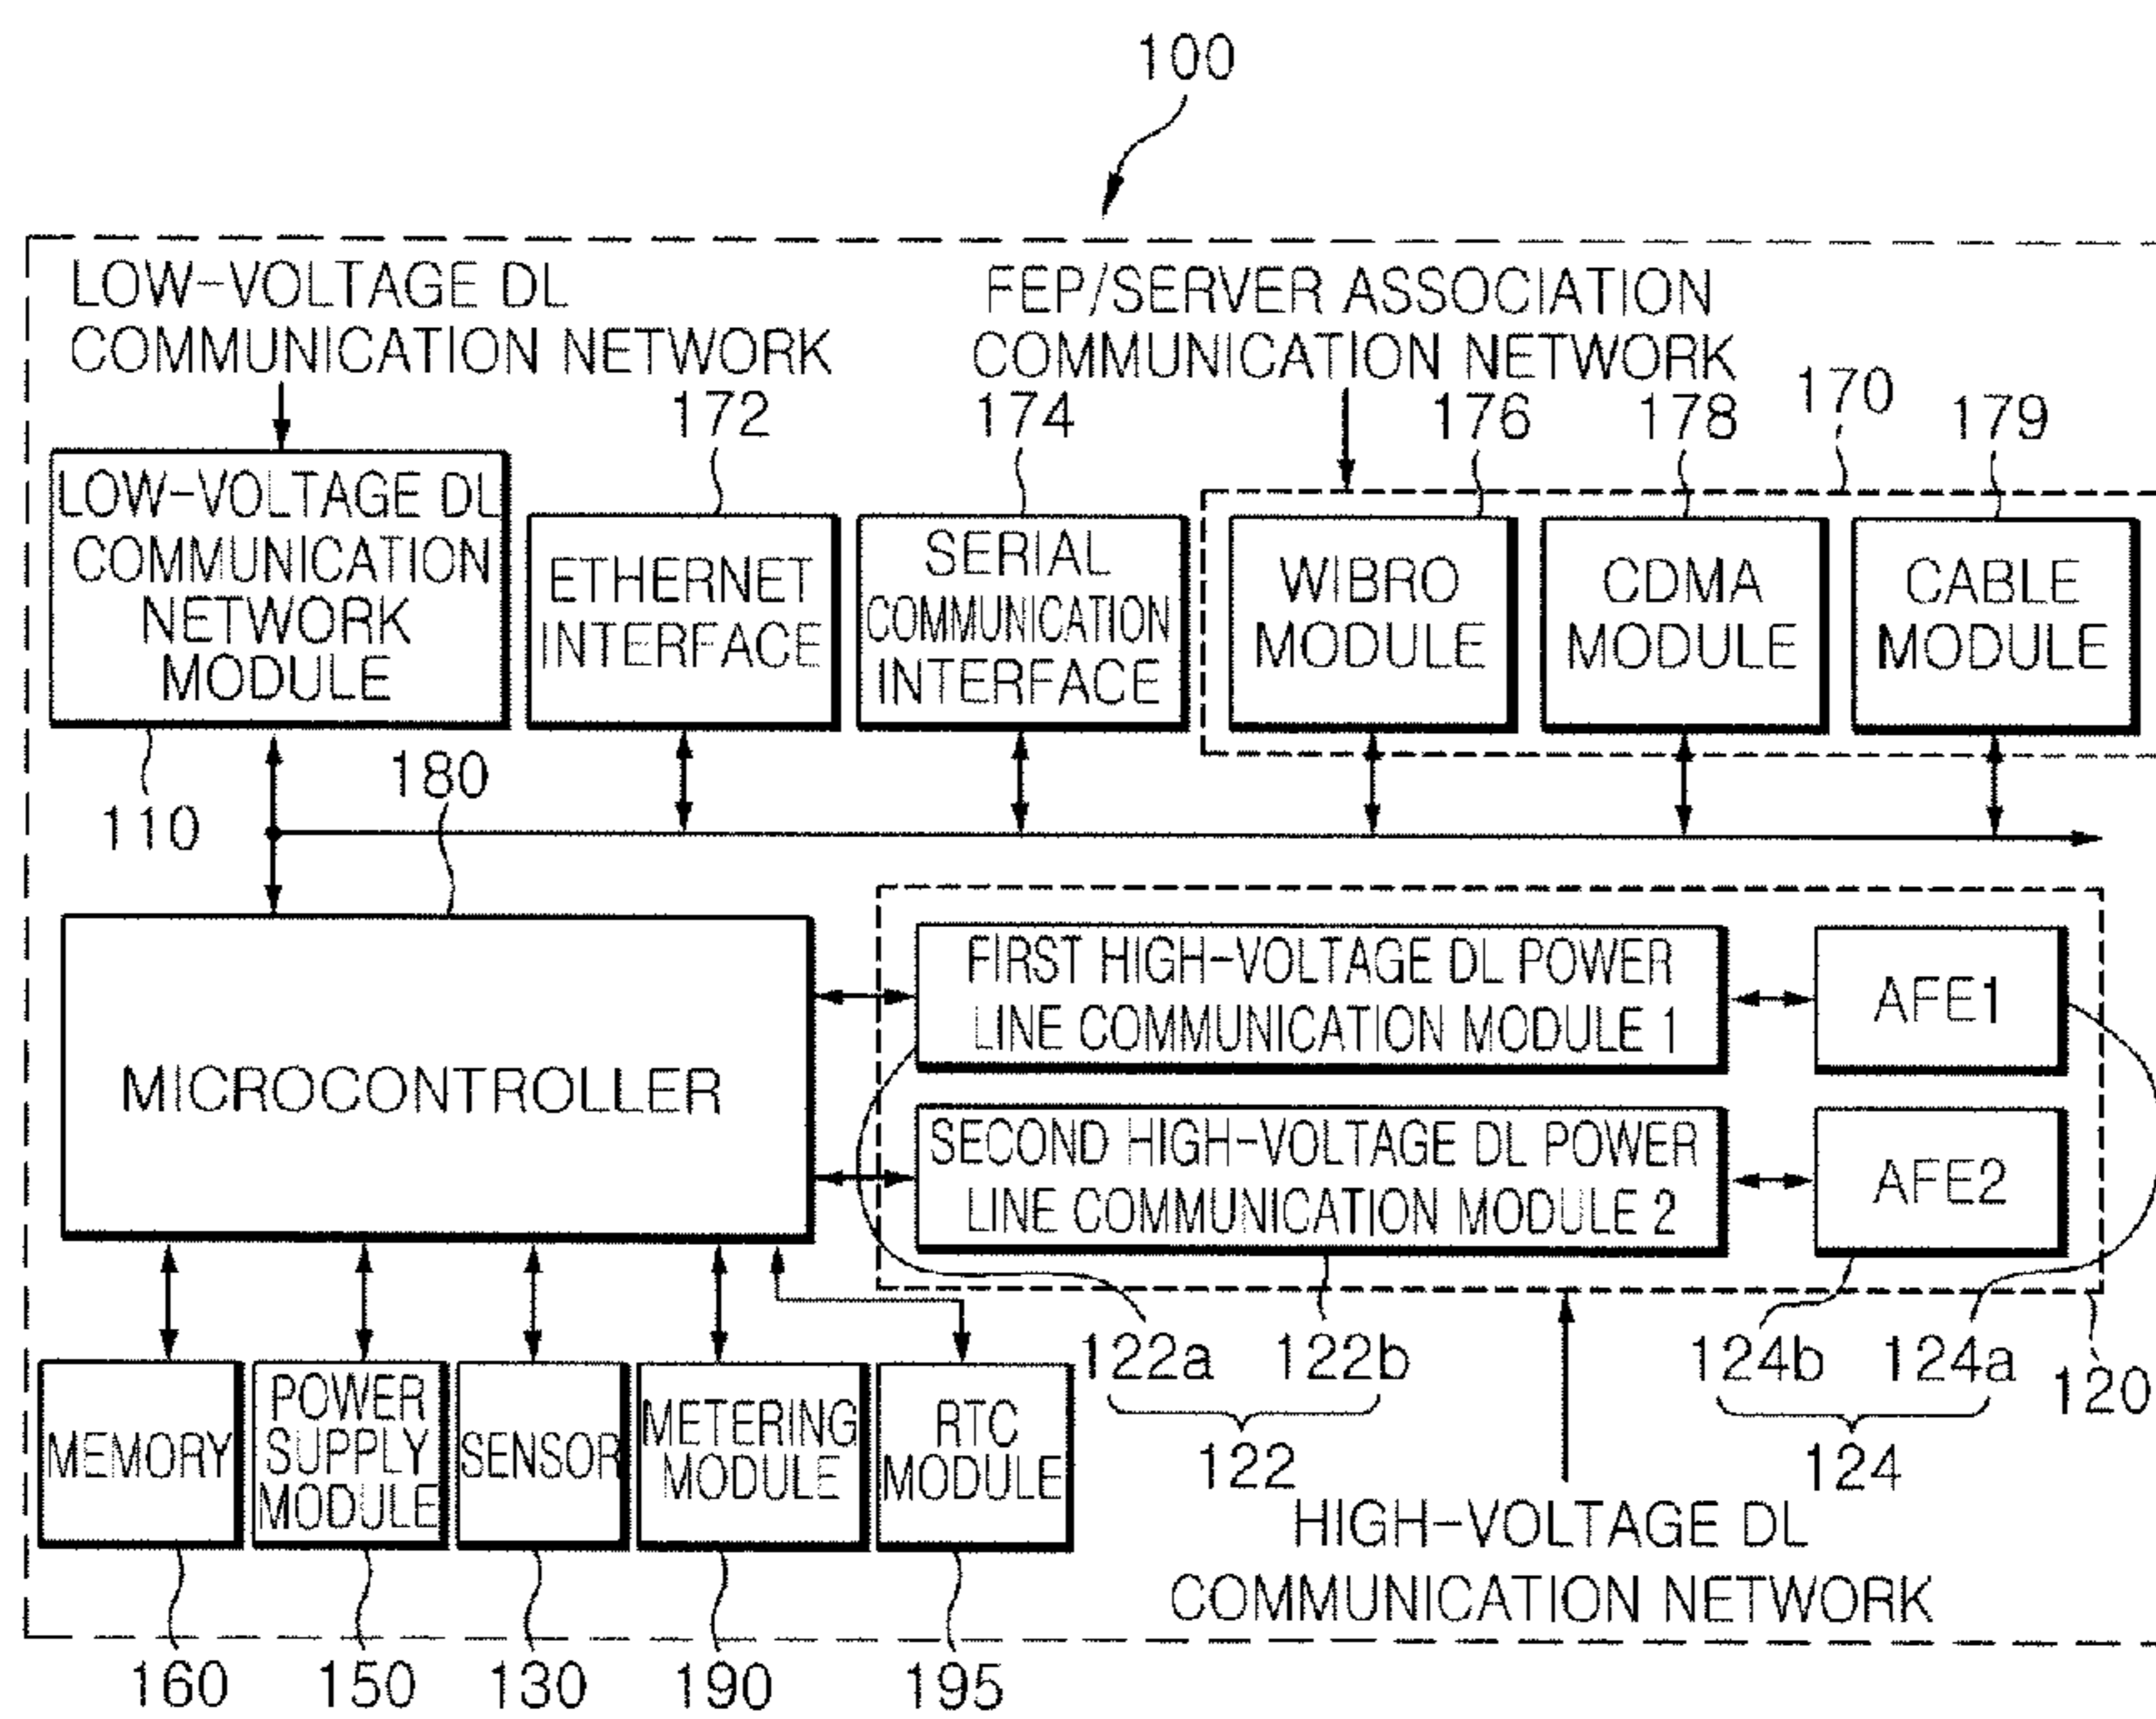 100
LOW-VOLTAGE DL
COMMUNICATION NETWORK
FEP/SERVER ASSOCIATION
COMMUNICATION NETWORK
172
174
176
178
170
179
LOW-VOLTAGE DL
COMMUNICATION
NETWORK
MODULE
ETHERNET
INTERFACE
SERIAL
COMMUNICATION
INTERFACE
WIBRO
MODULE
CDMA
MODULE
CABLE
MODULE
110
180
MICROCONTROLLER
FIRST HIGH-VOLTAGE DL POWER
LINE COMMUNICATION MODULE 1
AFE1
SECOND HIGH-VOLTAGE DL POWER
LINE COMMUNICATION MODULE 2
AFE2
122a
122b
124b
124a
120
122
124
MEMORY
POWER
SUPPLY
MODULE
SENSOR
METERING
MODULE
RTC
MODULE
HIGH-VOLTAGE DL
COMMUNICATION NETWORK
160
150
130
190
195